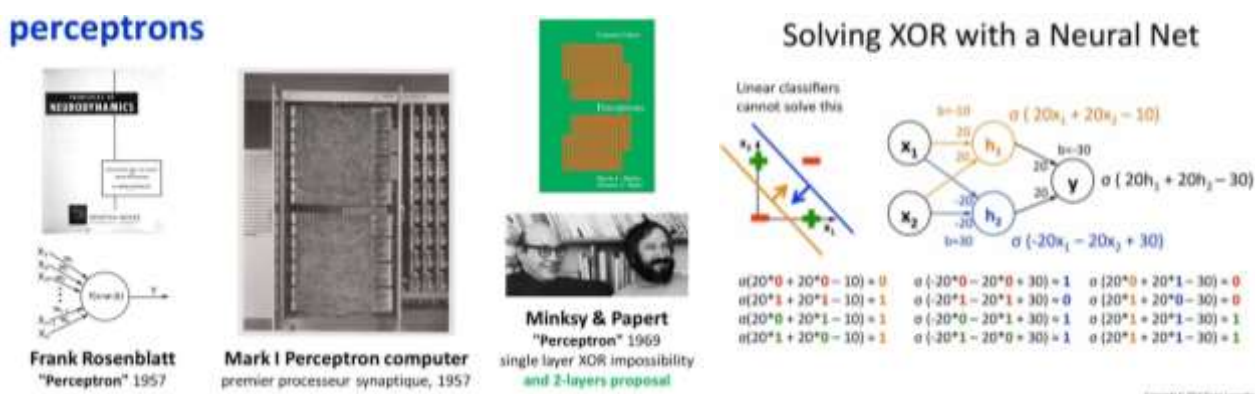 perceptrons
NEURODYNAMICS
Frank Rosenblatt
"Perceptron" 1957
Mark I Perceptron computer
premier processeur synaptique, 1957
Minksy & Papert
"Perceptron" 1969
single layer XOR impossibility
and 2-layers proposal
Solving XOR with a Neural Net
Linear classifiers
cannot solve this
x₂
x₁
b=-10
σ ( 20x₁ + 20x₂ – 10)
x₁
20
20
h₁
b=-30
20
y
σ ( 20h₁ + 20h₂ – 30)
20
x₂
-20
-20
h₂
b=30
σ (-20x₁ – 20x₂ + 30)
σ(20*0 + 20*0 – 10) ≈ 0 σ (-20*0 – 20*0 + 30) ≈ 1 σ (20*0 + 20*1 – 30) ≈ 0
σ(20*1 + 20*1 – 10) ≈ 1 σ (-20*1 – 20*1 + 30) ≈ 0 σ (20*1 + 20*0 – 30) ≈ 0
σ(20*0 + 20*1 – 10) ≈ 1 σ (-20*0 – 20*1 + 30) ≈ 1 σ (20*1 + 20*1 – 30) ≈ 1
σ(20*1 + 20*0 – 10) ≈ 1 σ (-20*1 – 20*0 + 30) ≈ 1 σ (20*1 + 20*1 – 30) ≈ 1